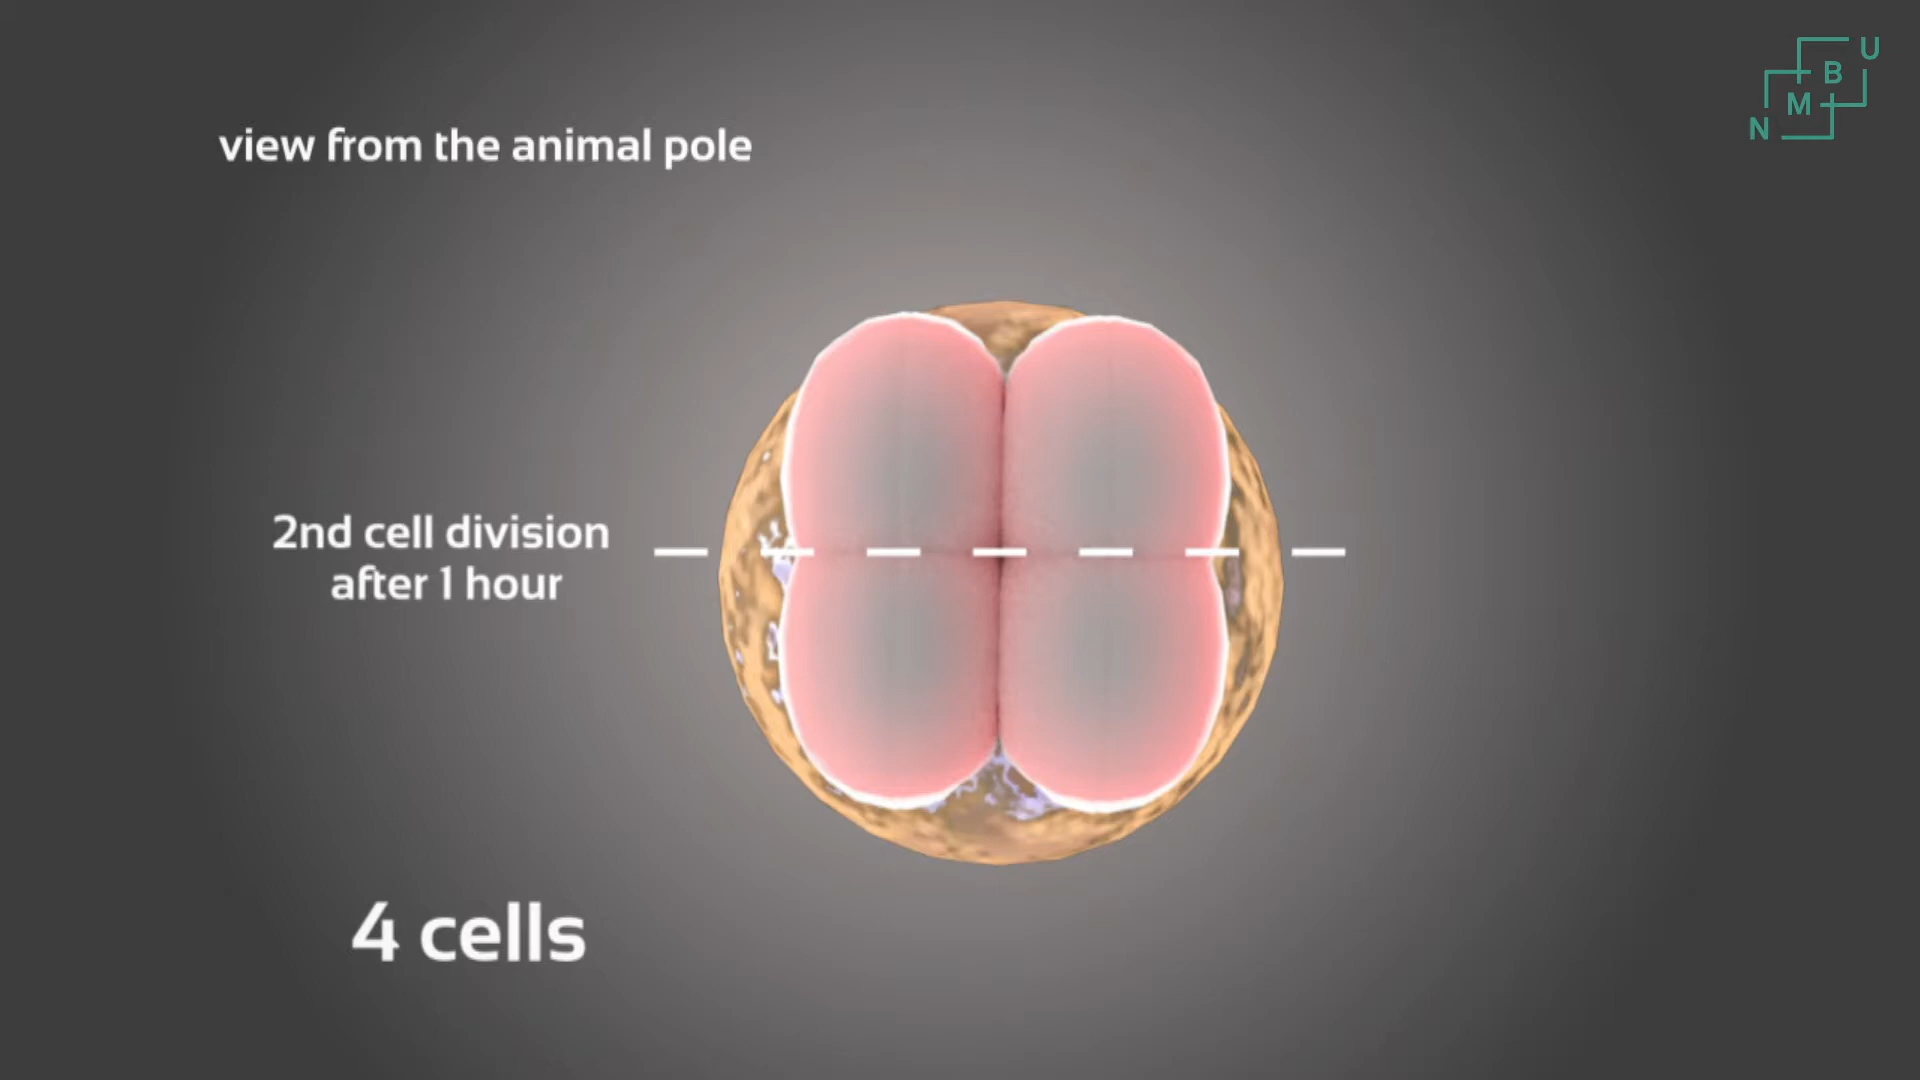 view from the animal pole
2nd cell division
after 1 hour
4 cells
N M B U